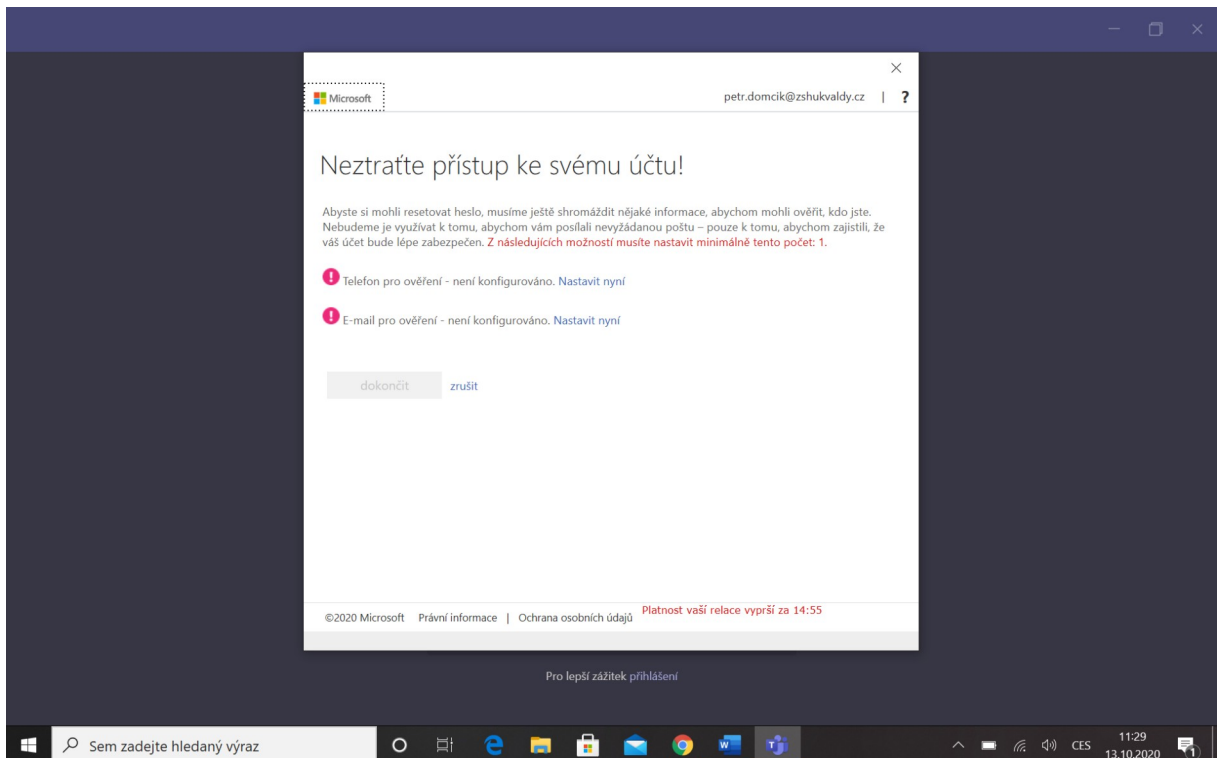 Microsoft
petr.domcik@zshukvaldy.cz | ?
Neztraťte přístup ke svému účtu!
Abyste si mohli resetovat heslo, musíme ještě shromáždit nějaké informace, abychom mohli ověřit, kdo jste.
Nebudeme je využívat k tomu, abychom vám posílali nevyžádanou poštu – pouze k tomu, abychom zajistili, že
váš účet bude lépe zabezpečen. Z následujících možností musíte nastavit minimálně tento počet: 1.
Telefon pro ověření - není konfigurováno. Nastavit nyní
E-mail pro ověření - není konfigurováno. Nastavit nyní
dokončit zrušit
©2020 Microsoft Právní informace | Ochrana osobních údajů Platnost vaší relace vyprší za 14:55
Pro lepší zážitek přihlášení
Sem zadejte hledaný výraz
CES
11:29
13.10.2020
1